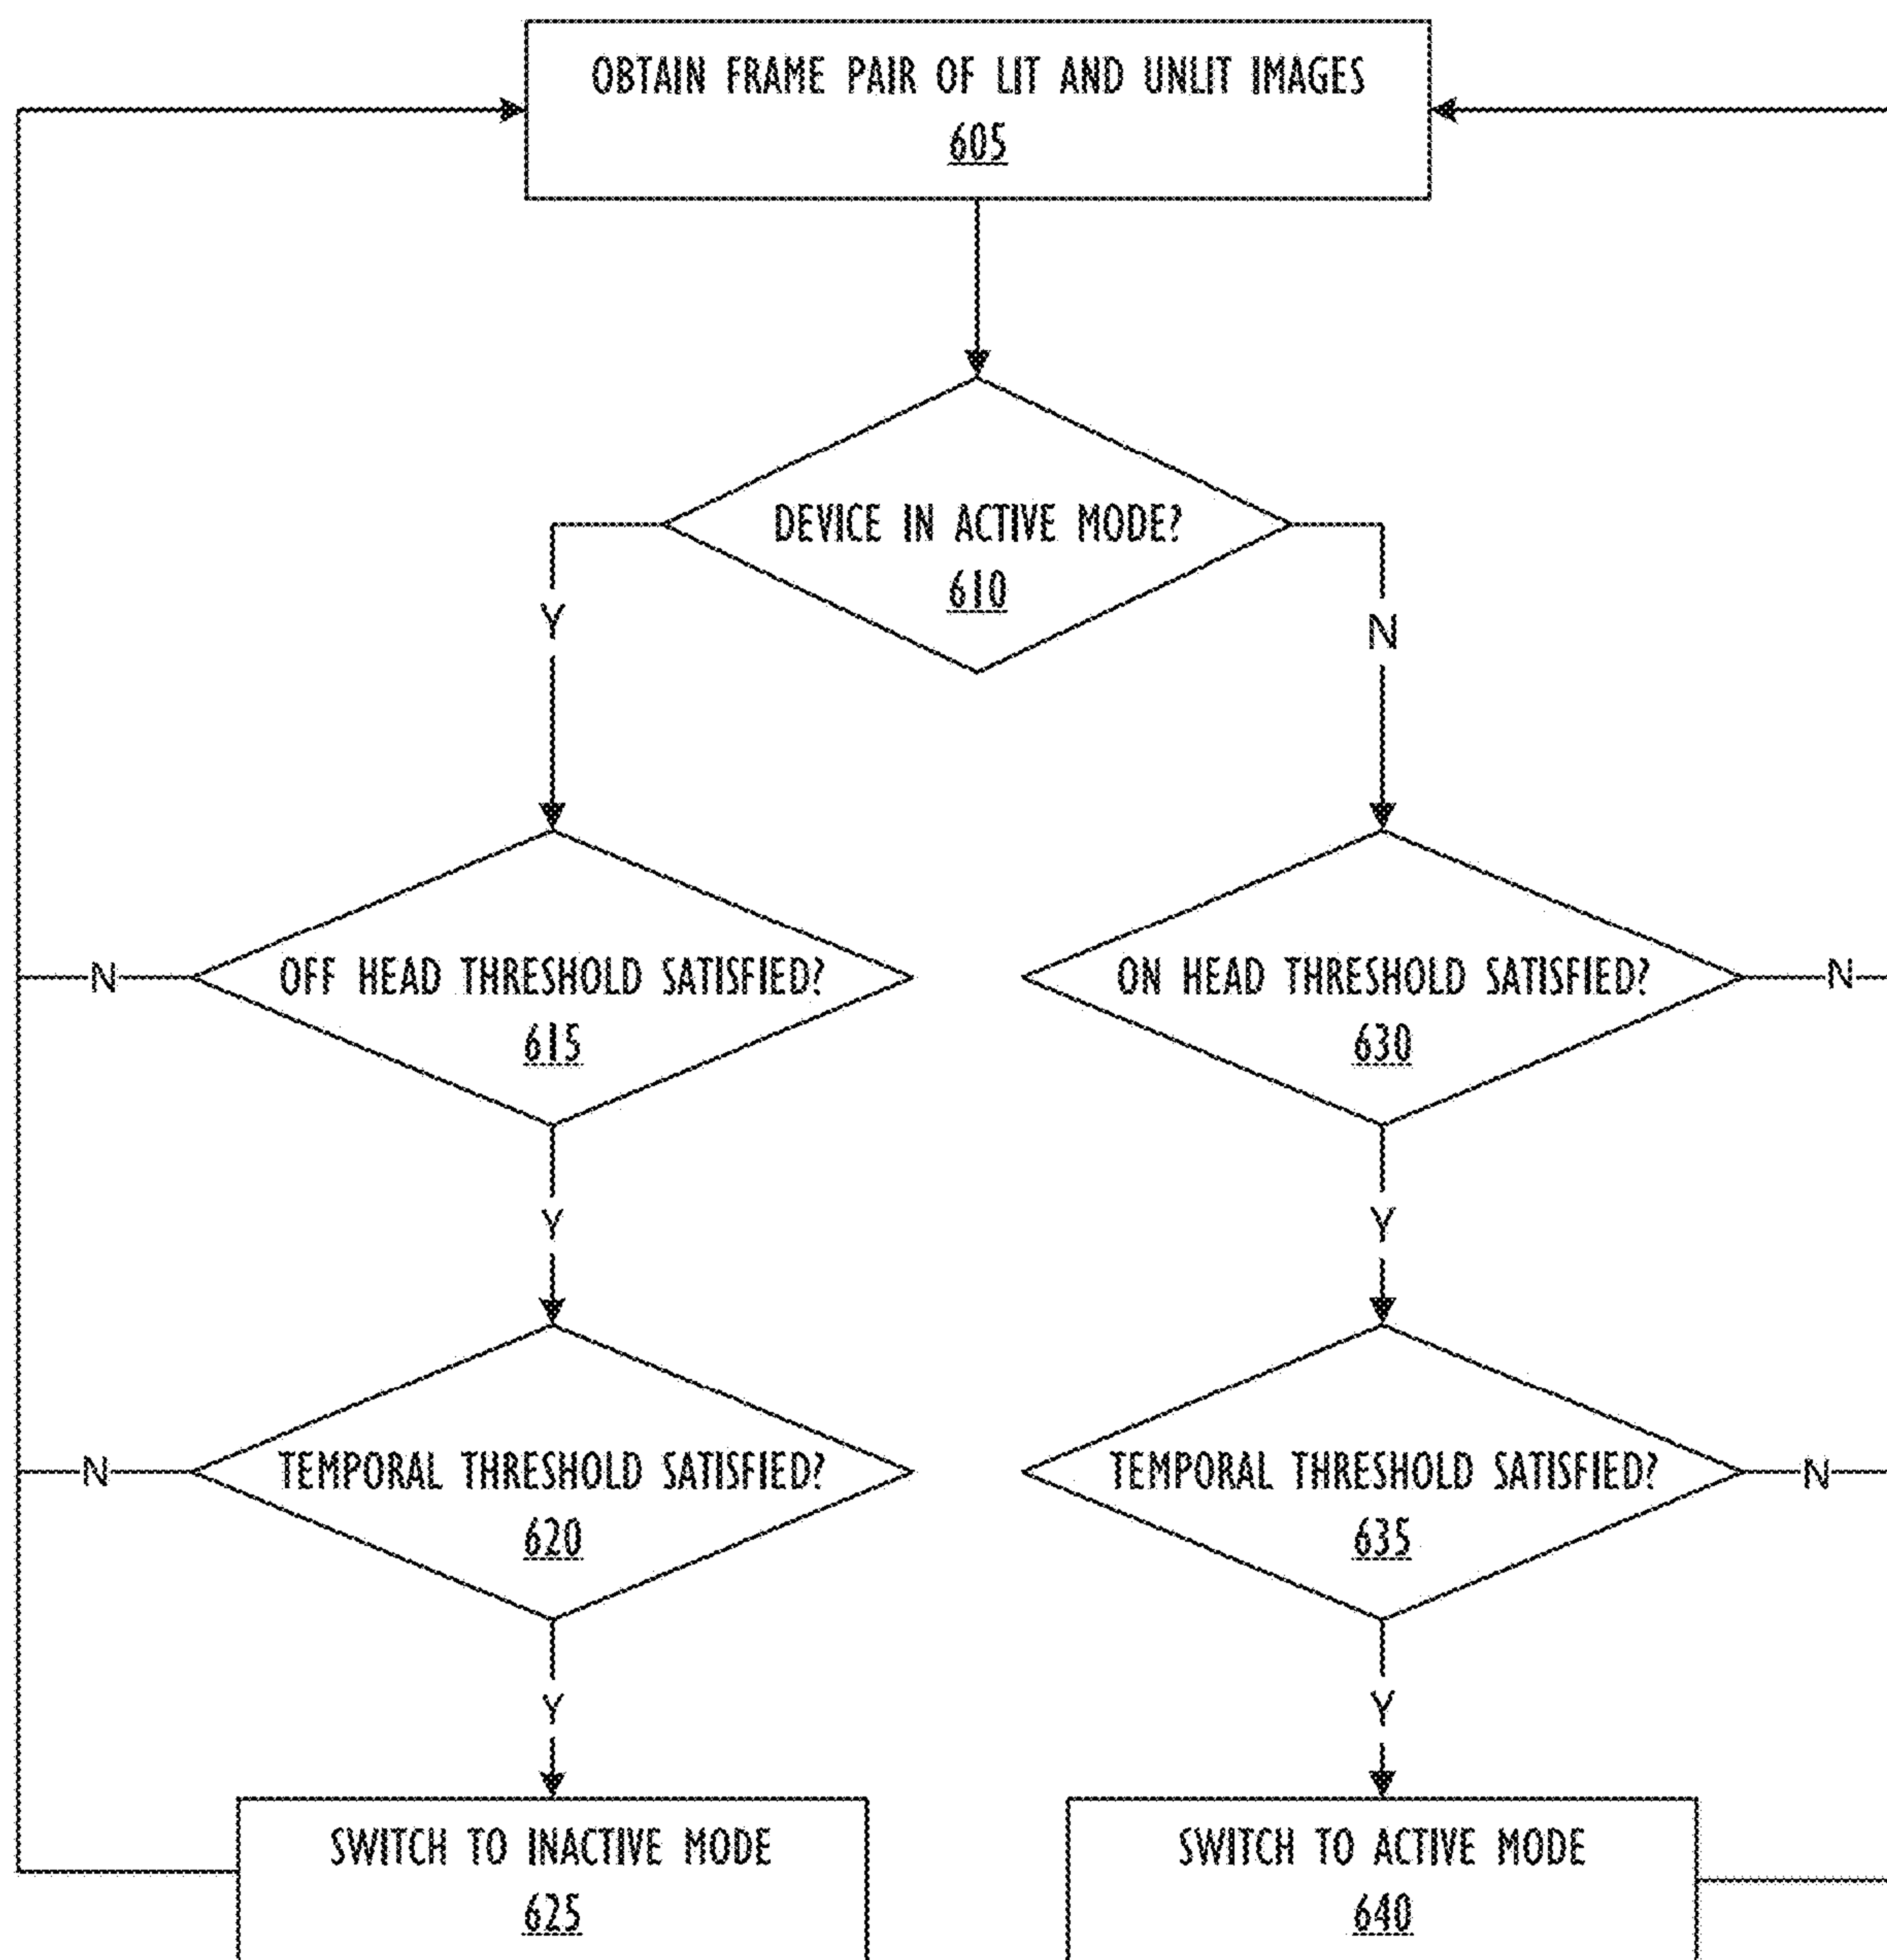 OBTAIN FRAME PAIR OF LIT AND UNLIT IMAGES
605
DEVICE IN ACTIVE MODE?
610
Y
N
OFF HEAD THRESHOLD SATISFIED?
615
N
ON HEAD THRESHOLD SATISFIED?
630
N
Y
Y
TEMPORAL THRESHOLD SATISFIED?
620
N
TEMPORAL THRESHOLD SATISFIED?
635
N
Y
Y
SWITCH TO INACTIVE MODE
625
SWITCH TO ACTIVE MODE
640